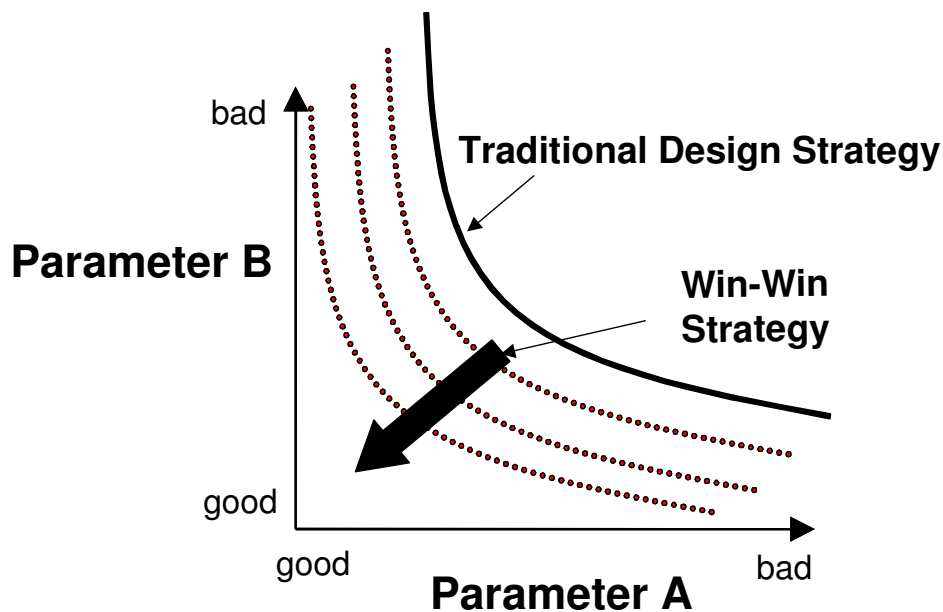 bad
Traditional Design Strategy
Parameter B
Win-Win
Strategy
good
good
bad
Parameter A